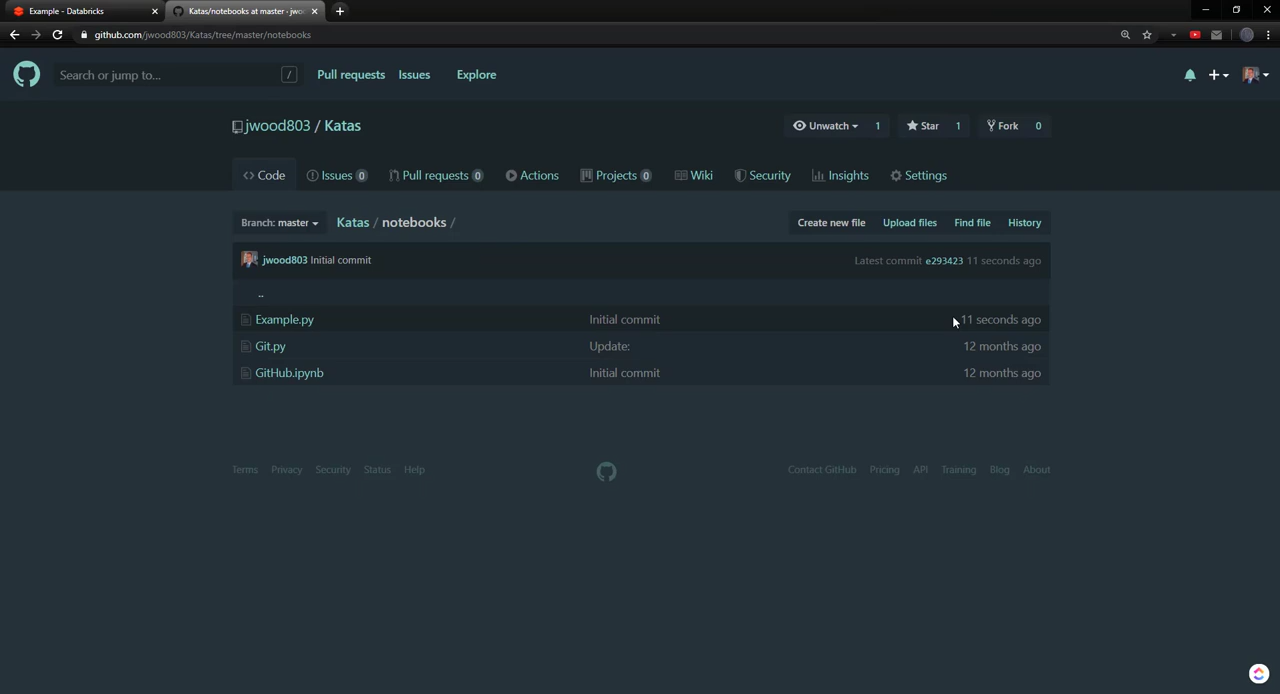 Example - Databricks
Katas/notebooks at master · jwoo
github.com/jwood803/Katas/tree/master/notebooks
Search or jump to... /
Pull requests Issues Explore
jwood803 / Katas
Unwatch 1 Star 1 Fork 0
<> Code Issues 0 Pull requests 0 Actions Projects 0 Wiki Security Insights Settings
Branch: master Katas / notebooks / Create new file Upload files Find file History
jwood803 Initial commit Latest commit e293423 11 seconds ago
..
Example.py Initial commit 11 seconds ago
Git.py Update: 12 months ago
GitHub.ipynb Initial commit 12 months ago
Terms Privacy Security Status Help Contact GitHub Pricing API Training Blog About